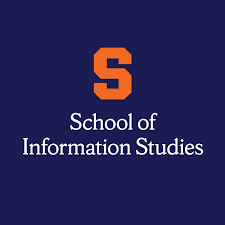 S
School of
Information Studies